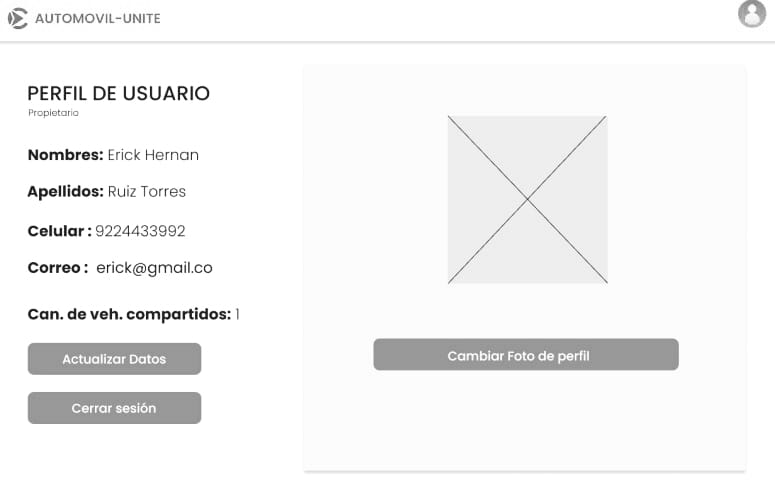 AUTOMOVIL-UNITE
PERFIL DE USUARIO
Propietario
Nombres: Erick Hernan
Apellidos: Ruiz Torres
Celular : 9224433992
Correo : erick@gmail.co
Can. de veh. compartidos: 1
Actualizar Datos
Cerrar sesión
Cambiar Foto de perfil